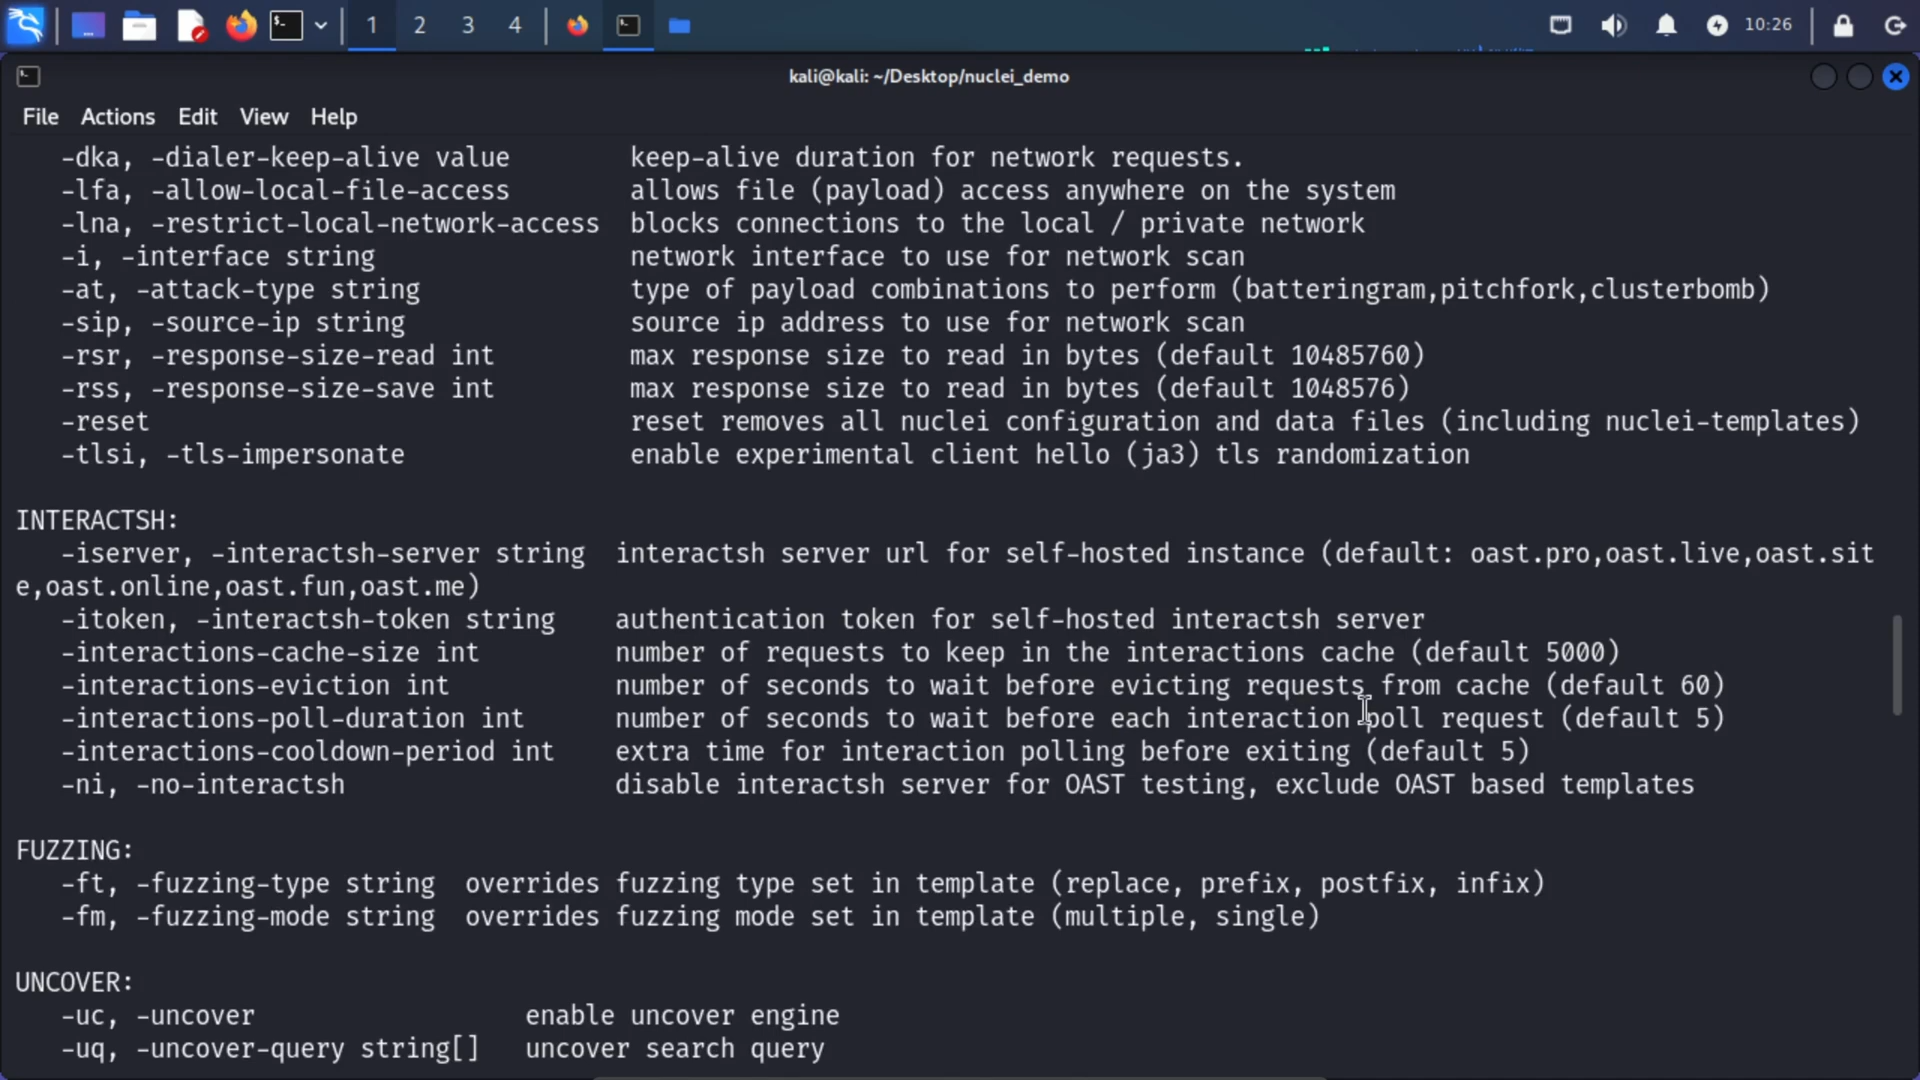 1 2 3 4 10:26
kali@kali: ~/Desktop/nuclei_demo
File Actions Edit View Help
-dka, -dialer-keep-alive value keep-alive duration for network requests.
-lfa, -allow-local-file-access allows file (payload) access anywhere on the system
-lna, -restrict-local-network-access blocks connections to the local / private network
-i, -interface string network interface to use for network scan
-at, -attack-type string type of payload combinations to perform (batteringram,pitchfork,clusterbomb)
-sip, -source-ip string source ip address to use for network scan
-rsr, -response-size-read int max response size to read in bytes (default 10485760)
-rss, -response-size-save int max response size to read in bytes (default 1048576)
-reset reset removes all nuclei configuration and data files (including nuclei-templates)
-tlsi, -tls-impersonate enable experimental client hello (ja3) tls randomization
INTERACTSH:
-iserver, -interactsh-server string interactsh server url for self-hosted instance (default: oast.pro,oast.live,oast.sit
e,oast.online,oast.fun,oast.me)
-itoken, -interactsh-token string authentication token for self-hosted interactsh server
-interactions-cache-size int number of requests to keep in the interactions cache (default 5000)
-interactions-eviction int number of seconds to wait before evicting requests from cache (default 60)
-interactions-poll-duration int number of seconds to wait before each interaction poll request (default 5)
-interactions-cooldown-period int extra time for interaction polling before exiting (default 5)
-ni, -no-interactsh disable interactsh server for OAST testing, exclude OAST based templates
FUZZING:
-ft, -fuzzing-type string overrides fuzzing type set in template (replace, prefix, postfix, infix)
-fm, -fuzzing-mode string overrides fuzzing mode set in template (multiple, single)
UNCOVER:
-uc, -uncover enable uncover engine
-uq, -uncover-query string[] uncover search query